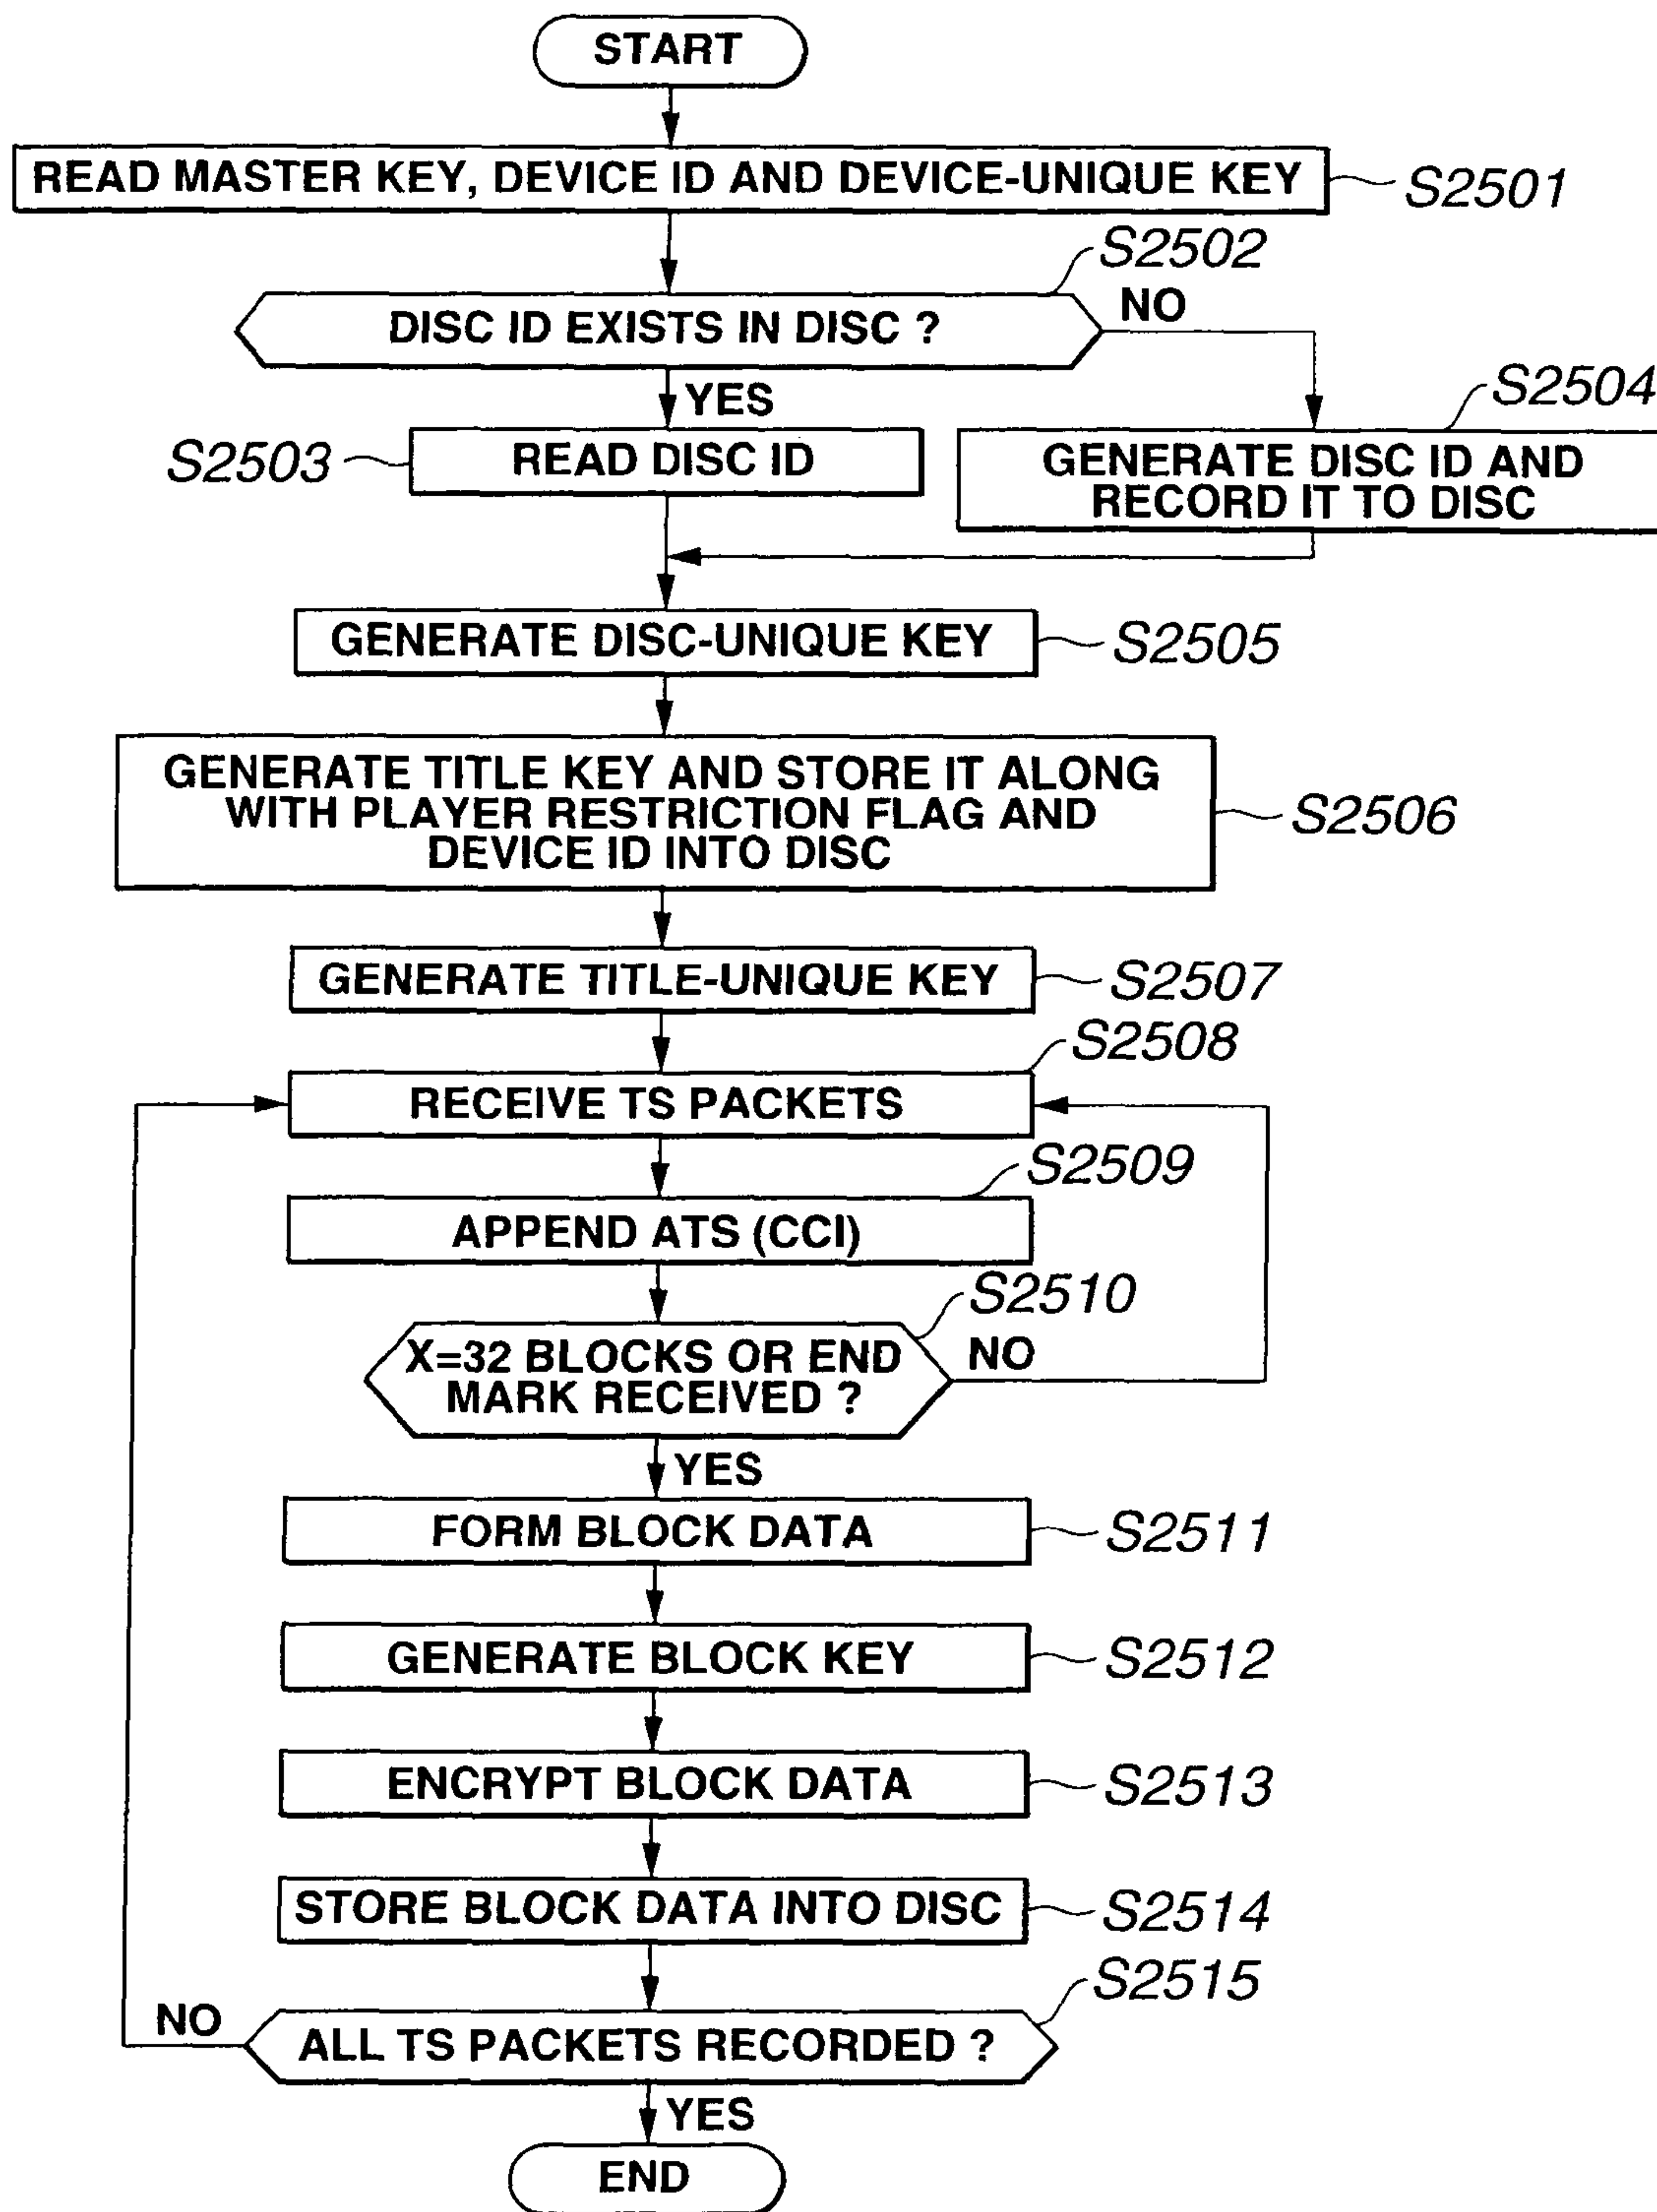 START
READ MASTER KEY, DEVICE ID AND DEVICE-UNIQUE KEY
S2501
S2502
DISC ID EXISTS IN DISC ?
NO
YES
S2504
S2503
READ DISC ID
GENERATE DISC ID AND
RECORD IT TO DISC
GENERATE DISC-UNIQUE KEY
S2505
GENERATE TITLE KEY AND STORE IT ALONG
WITH PLAYER RESTRICTION FLAG AND
DEVICE ID INTO DISC
S2506
GENERATE TITLE-UNIQUE KEY
S2507
S2508
RECEIVE TS PACKETS
S2509
APPEND ATS (CCI)
S2510
X=32 BLOCKS OR END
MARK RECEIVED ?
NO
YES
FORM BLOCK DATA
S2511
GENERATE BLOCK KEY
S2512
ENCRYPT BLOCK DATA
S2513
STORE BLOCK DATA INTO DISC
S2514
S2515
NO
ALL TS PACKETS RECORDED ?
YES
END